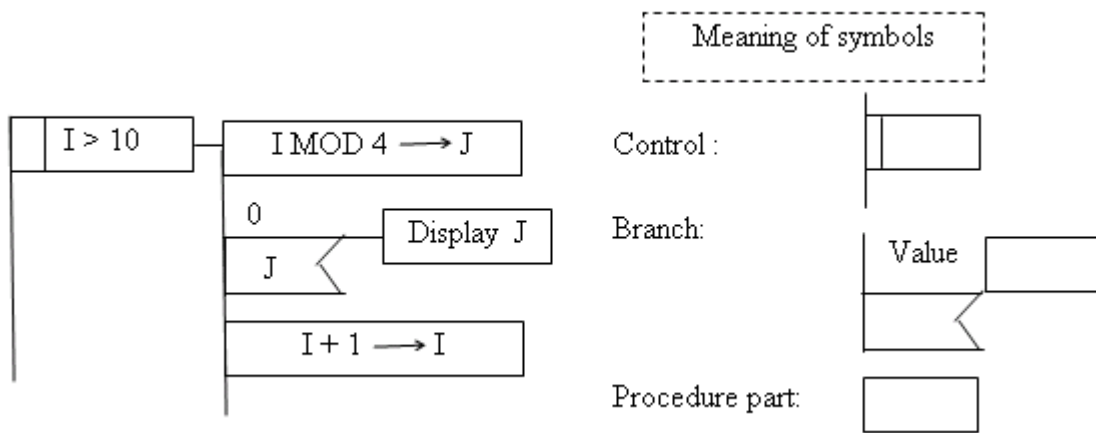 Meaning of symbols
I > 10
I MOD 4 ⟶ J
0
Display J
J
I + 1 ⟶ I
Control :
Branch:
Value
Procedure part: